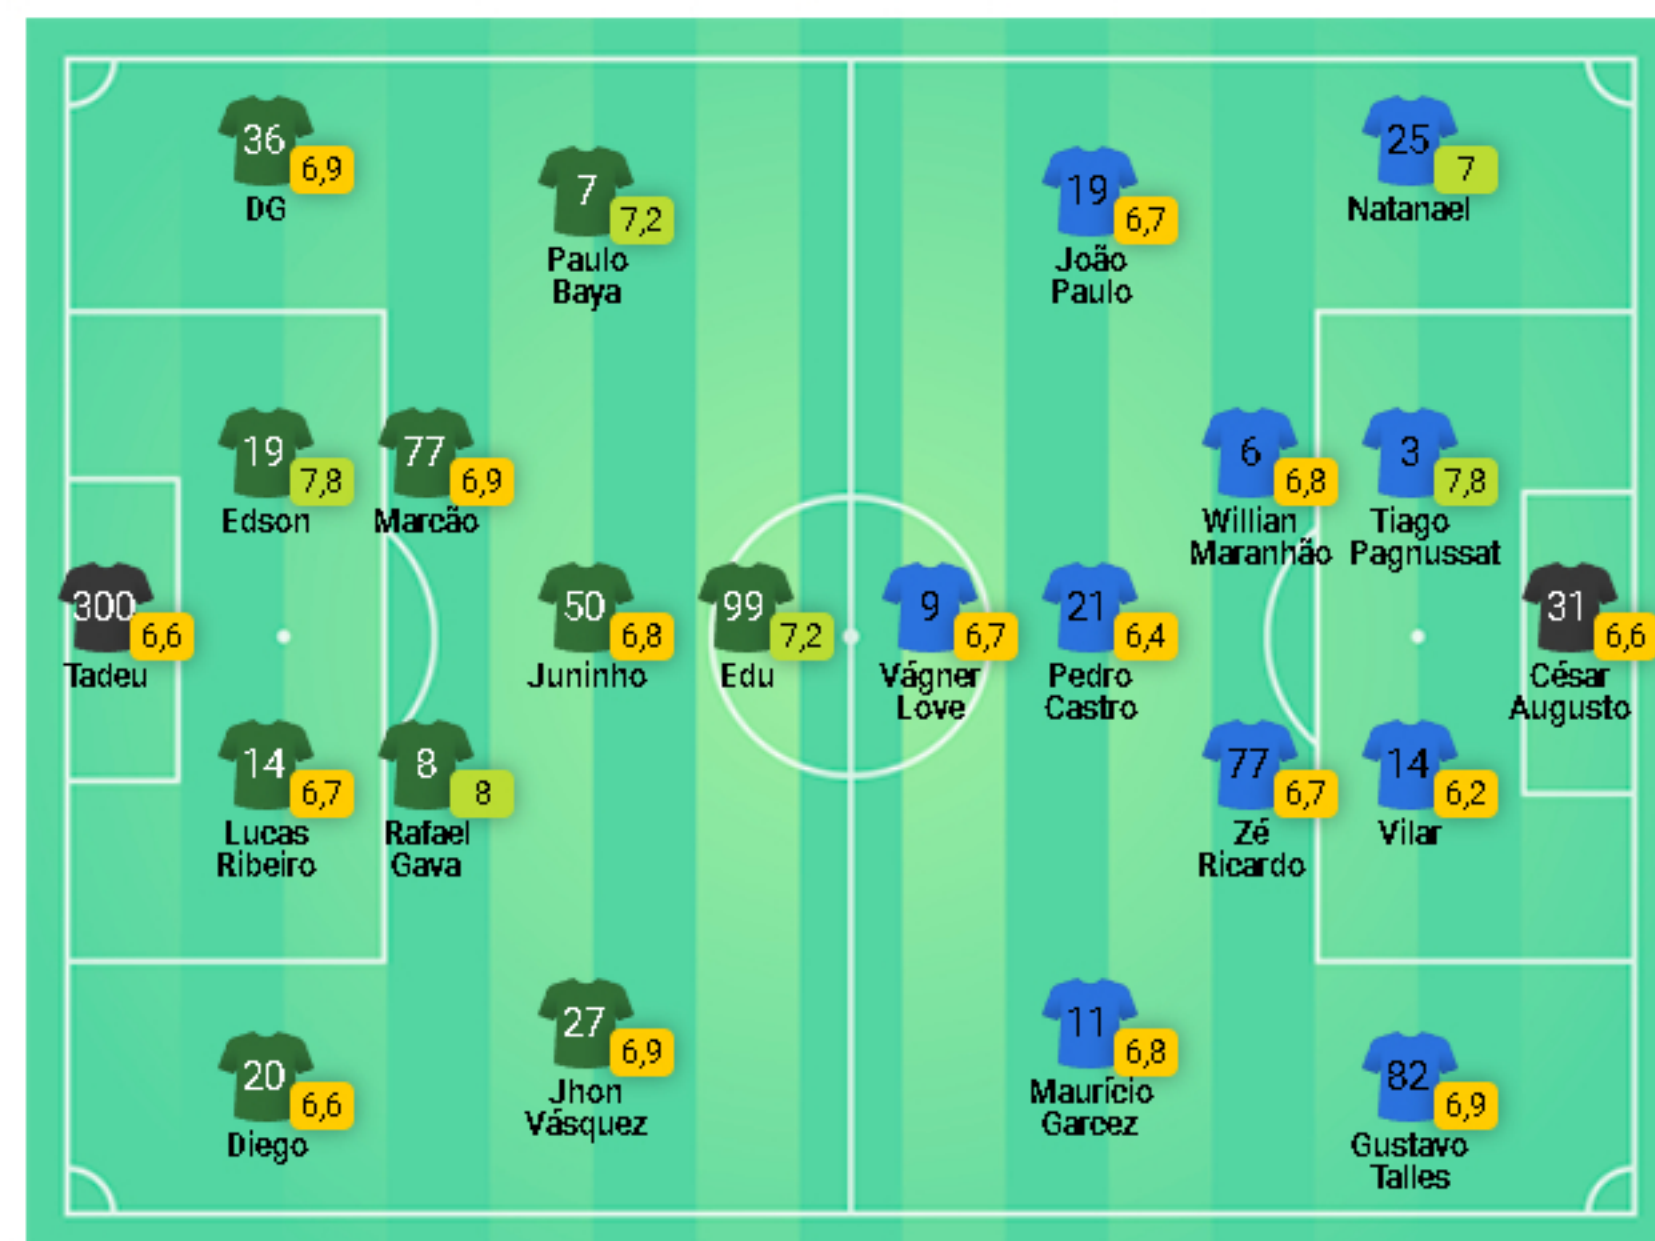 36
6,9
DG
7
7,2
Paulo
Baya
19
6,7
João
Paulo
25
7
Natanael
19
7,8
Edson
77
6,9
Marcão
6
6,8
Willian
Maranhão
3
7,8
Tiago
Pagnussat
300
6,6
Tadeu
50
6,8
Juninho
99
7,2
Edu
9
6,7
Vágner
Love
21
6,4
Pedro
Castro
31
6,6
César
Augusto
14
6,7
Lucas
Ribeiro
8
8
Rafael
Gava
77
6,7
Zé
Ricardo
14
6,2
Vilar
20
6,6
Diego
27
6,9
Jhon
Vásquez
11
6,8
Maurício
Garcez
82
6,9
Gustavo
Talles